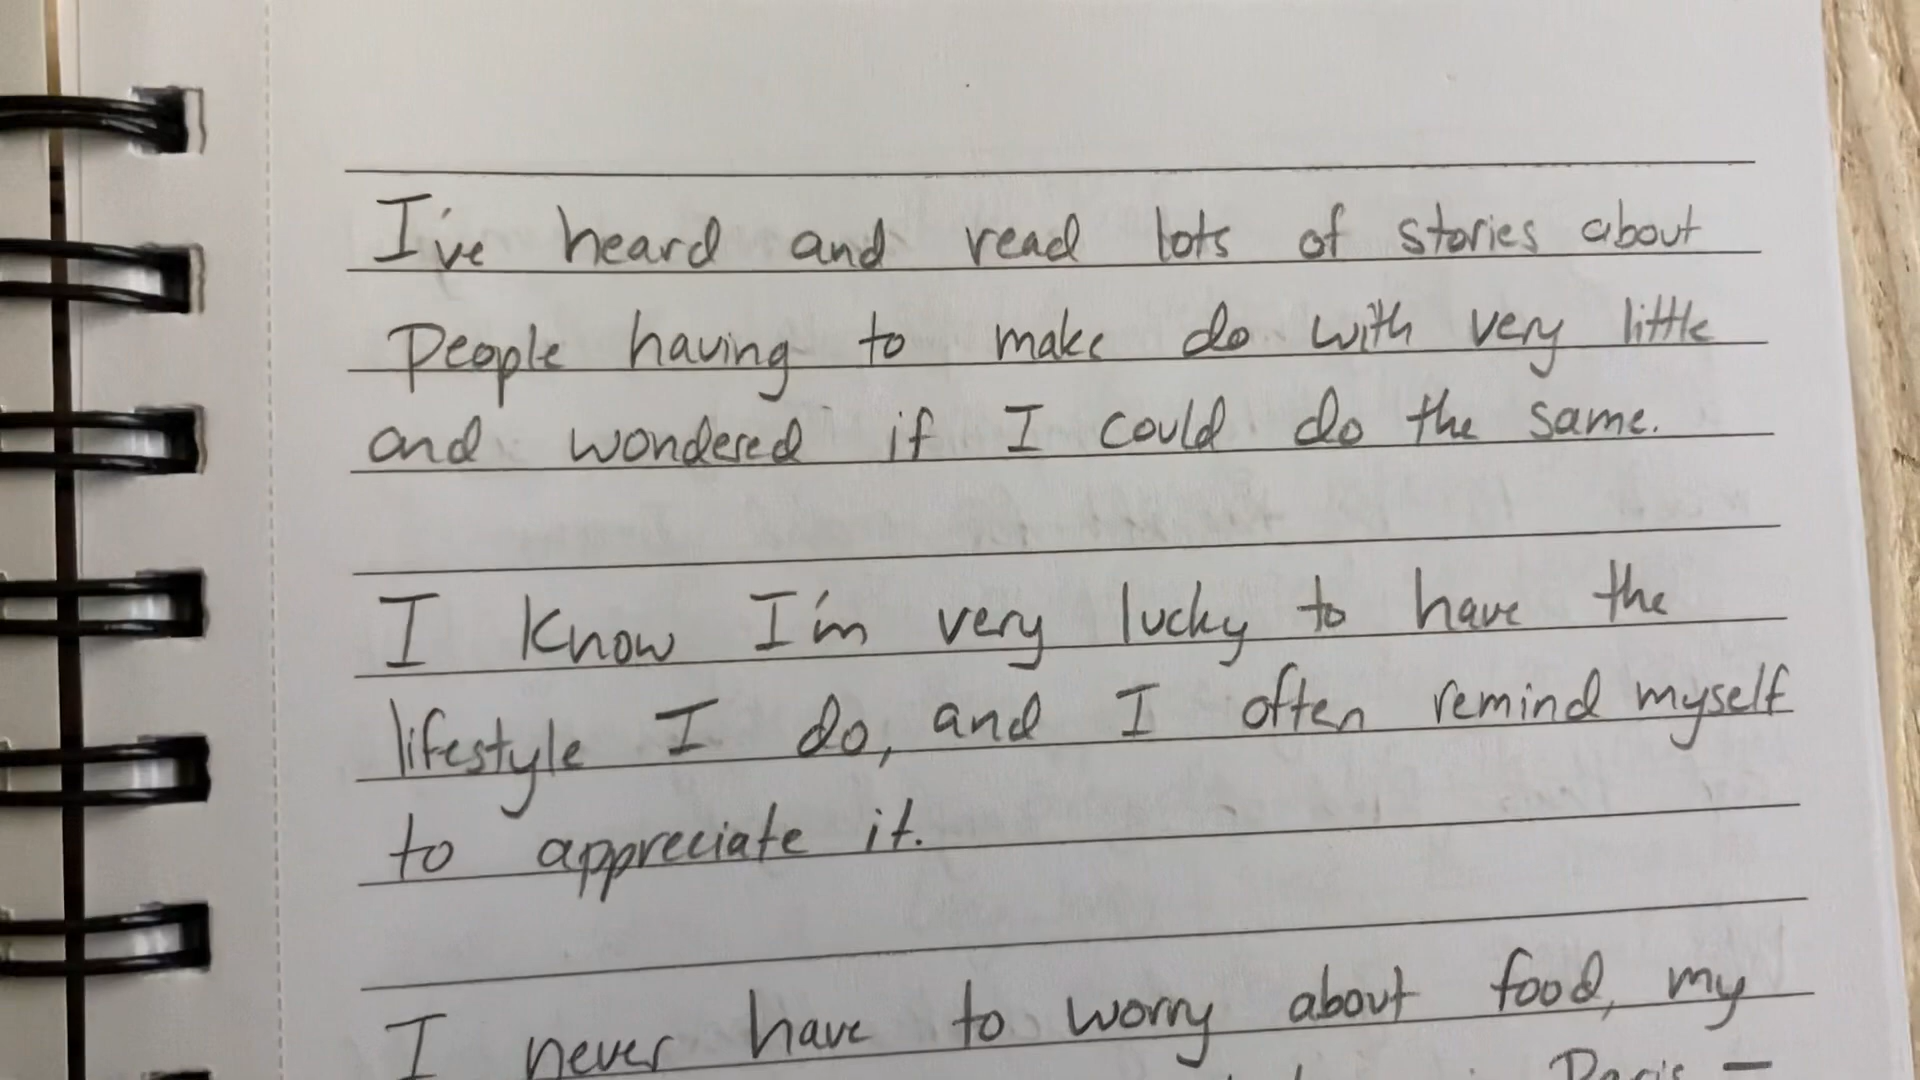 I've heard and read lots of stories about
People having to make do with very little
and wondered if I could do the same.
I know I'm very lucky to have the
lifestyle I do, and I often remind myself
to appreciate it.
I never have to worry about food, my
Paris —